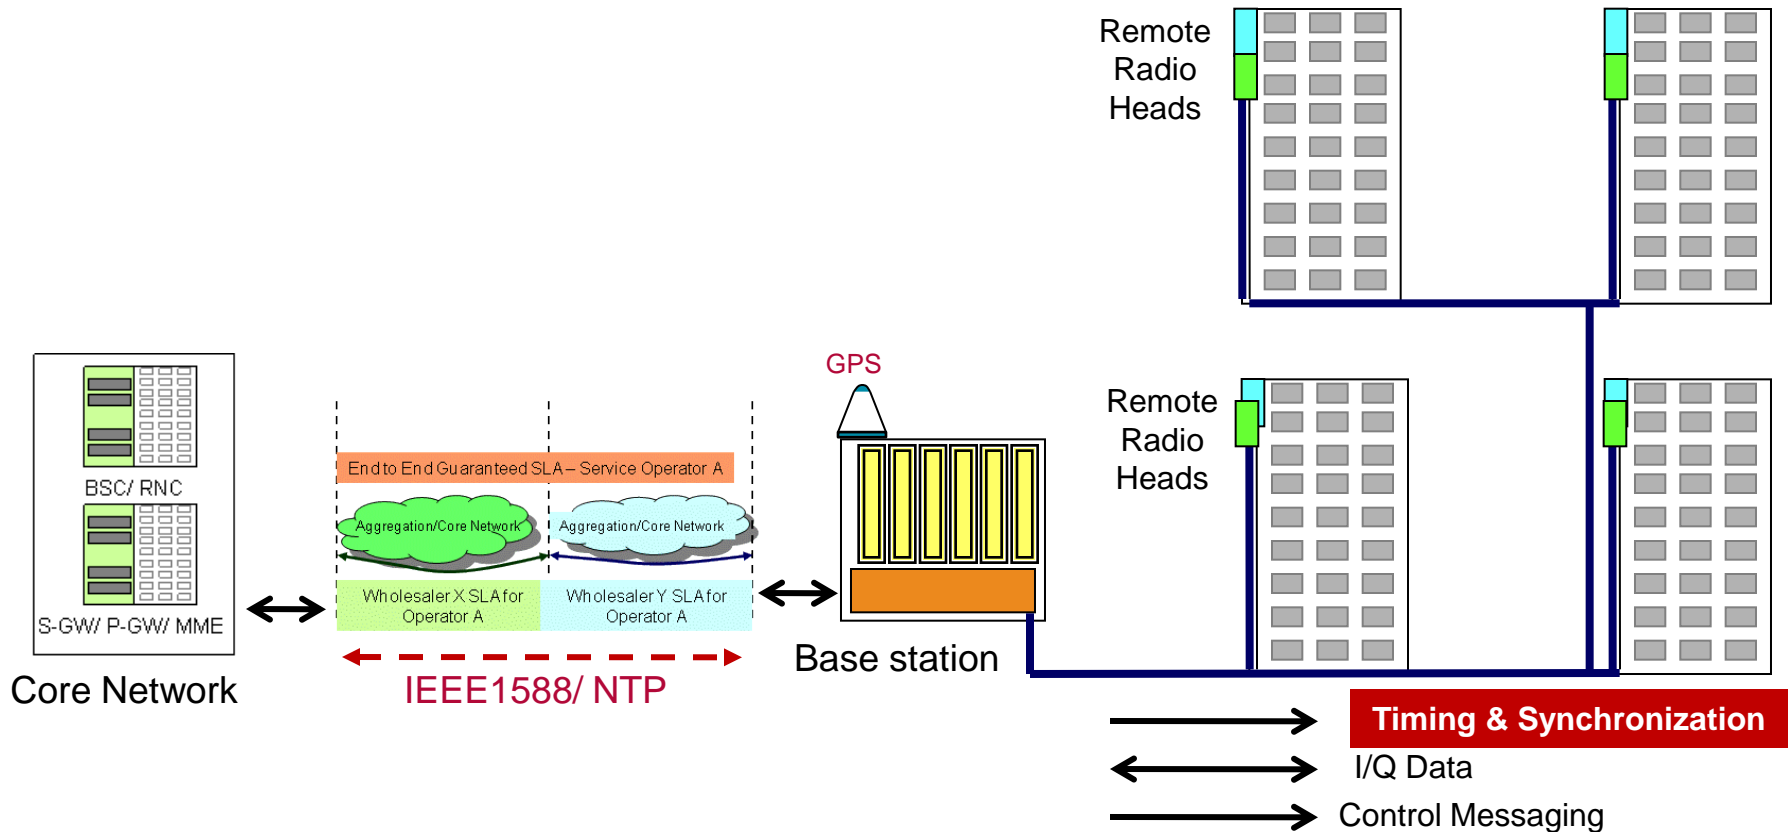 Remote
Radio
Heads
GPS
Remote
Radio
Heads
End to End Guaranteed SLA – Service Operator A
BSC/ RNC
Aggregation/Core Network
Aggregation/Core Network
Wholesaler X SLA for
Operator A
Wholesaler Y SLA for
Operator A
S-GW/ P-GW/ MME
Core Network
IEEE1588/ NTP
Base station
Timing & Synchronization
I/Q Data
Control Messaging